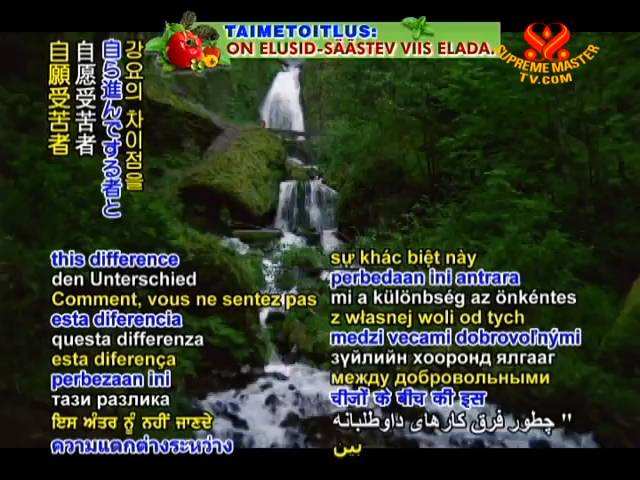 TAIMETOITLUS:
ON ELUSID-SÄÄSTEV VIIS ELADA.
SUPREME MASTER
TV.COM
自願受苦者
自愿受苦者
自ら進んでする者と
강요의 차이점을
this difference
den Unterschied
Comment, vous ne sentez pas
esta diferencia
questa differenza
esta diferença
perbezaan ini
тази разлика
ਇਸ ਅੰਤਰ ਨੂੰ ਨਹੀਂ ਜਾਣਦੇ
ความแตกต่างระหว่าง
sự khác biệt này
perbedaan ini antrara
mi a különbség az önkéntes
z własnej woli od tych
medzi vecami dobrovoľnými
зүйлийн хооронд ялгааг
между добровольными
चीजों के बीच की इस
" چطور فرق کارهای داوطلبانه
بین